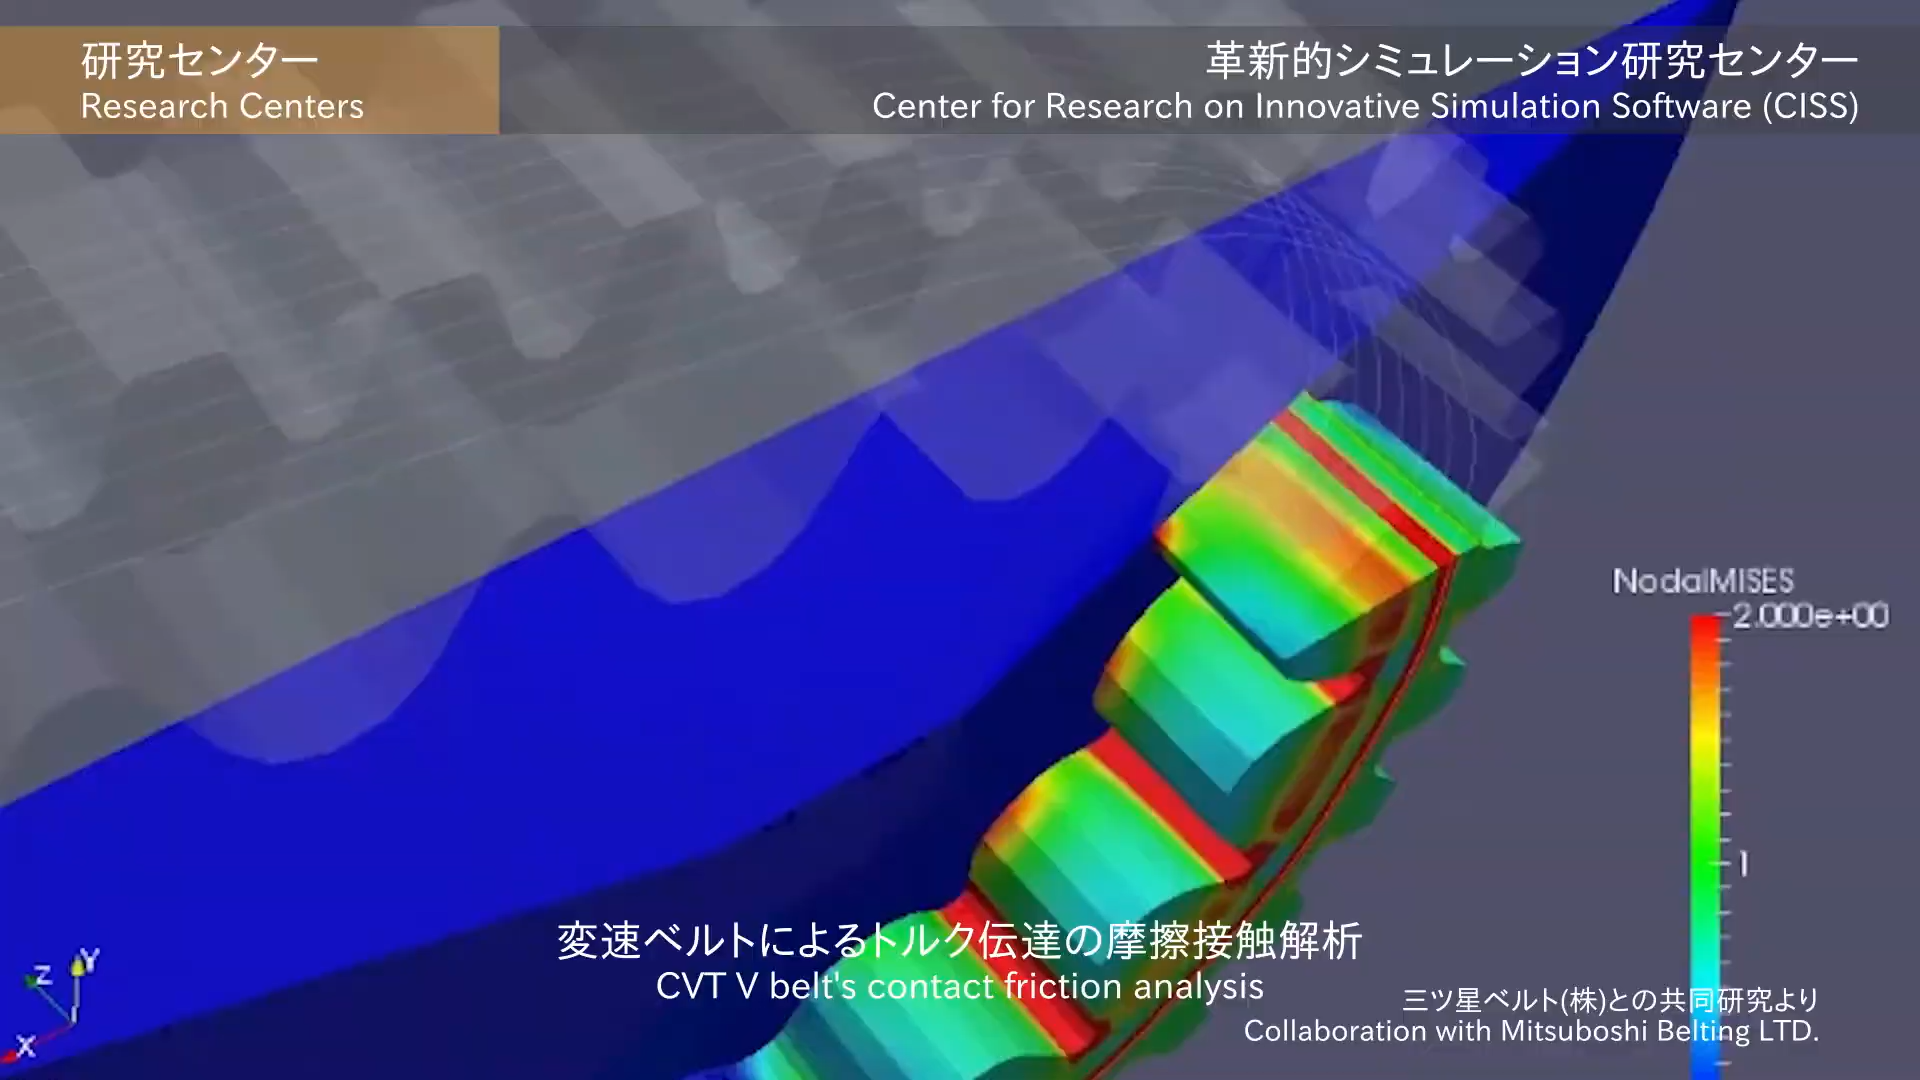 研究センター
Research Centers
革新的シミュレーション研究センター
Center for Research on Innovative Simulation Software (CISS)
NodalMISES
2.000e+00
1
Y
Z
X
変速ベルトによるトルク伝達の摩擦接触解析
CVT V belt's contact friction analysis
三ツ星ベルト(株)との共同研究より
Collaboration with Mitsuboshi Belting LTD.